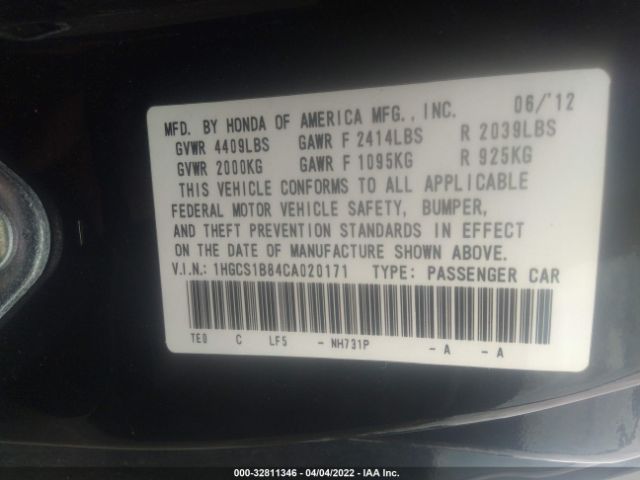 MFD. BY HONDA OF AMERICA MFG., INC. 06/'12
GVWR 4409LBS GAWR F 2414LBS R 2039LBS
GVWR 2000KG GAWR F 1095KG R 925KG
THIS VEHICLE CONFORMS TO ALL APPLICABLE
FEDERAL MOTOR VEHICLE SAFETY, BUMPER,
AND THEFT PREVENTION STANDARDS IN EFFECT
ON THE DATE OF MANUFACTURE SHOWN ABOVE.
V.I.N.: 1HGCS1B84CA020171 TYPE: PASSENGER CAR
TE0 C LF5 - NH731P - A - A
000-32811346 - 04/04/2022 - IAA Inc.